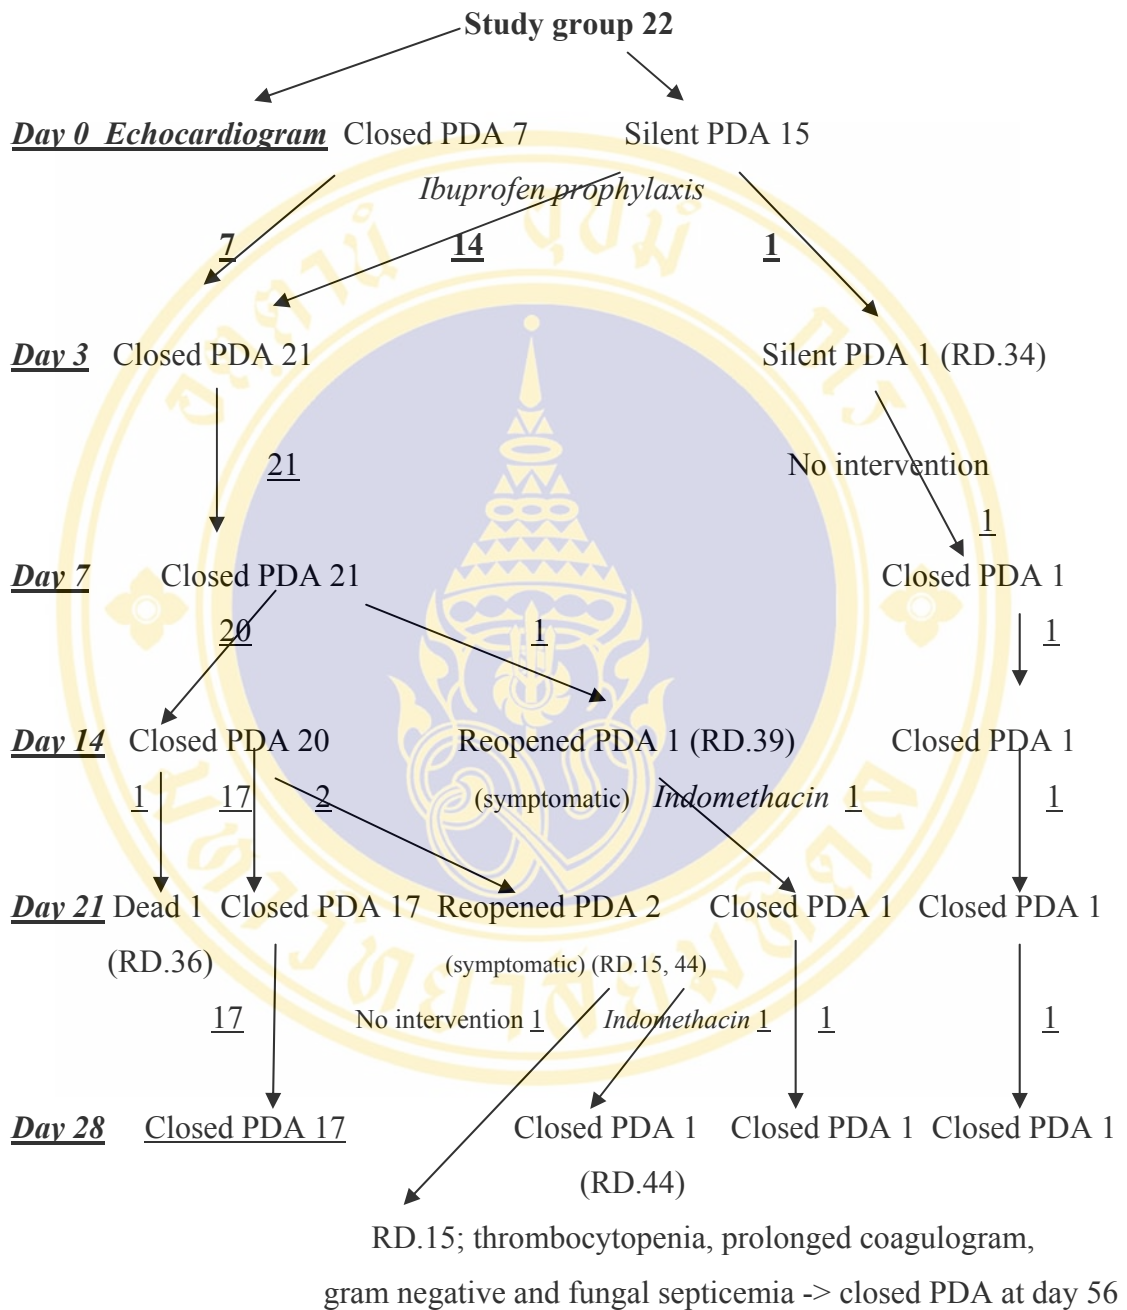 Study group 22
Day 0 Echocardiogram Closed PDA 7 Silent PDA 15
Ibuprofen prophylaxis
7 14 1
Day 3 Closed PDA 21 Silent PDA 1 (RD.34)
21 No intervention
1
Day 7 Closed PDA 21 Closed PDA 1
20 1 1
Day 14 Closed PDA 20 Reopened PDA 1 (RD.39) Closed PDA 1
1 17 2 (symptomatic) Indomethacin 1 1
Day 21 Dead 1 Closed PDA 17 Reopened PDA 2 Closed PDA 1 Closed PDA 1
(RD.36) (symptomatic) (RD.15, 44)
17 No intervention 1 Indomethacin 1 1 1
Day 28 Closed PDA 17 Closed PDA 1 Closed PDA 1 Closed PDA 1
(RD.44)
RD.15; thrombocytopenia, prolonged coagulogram,
gram negative and fungal septicemia -> closed PDA at day 56